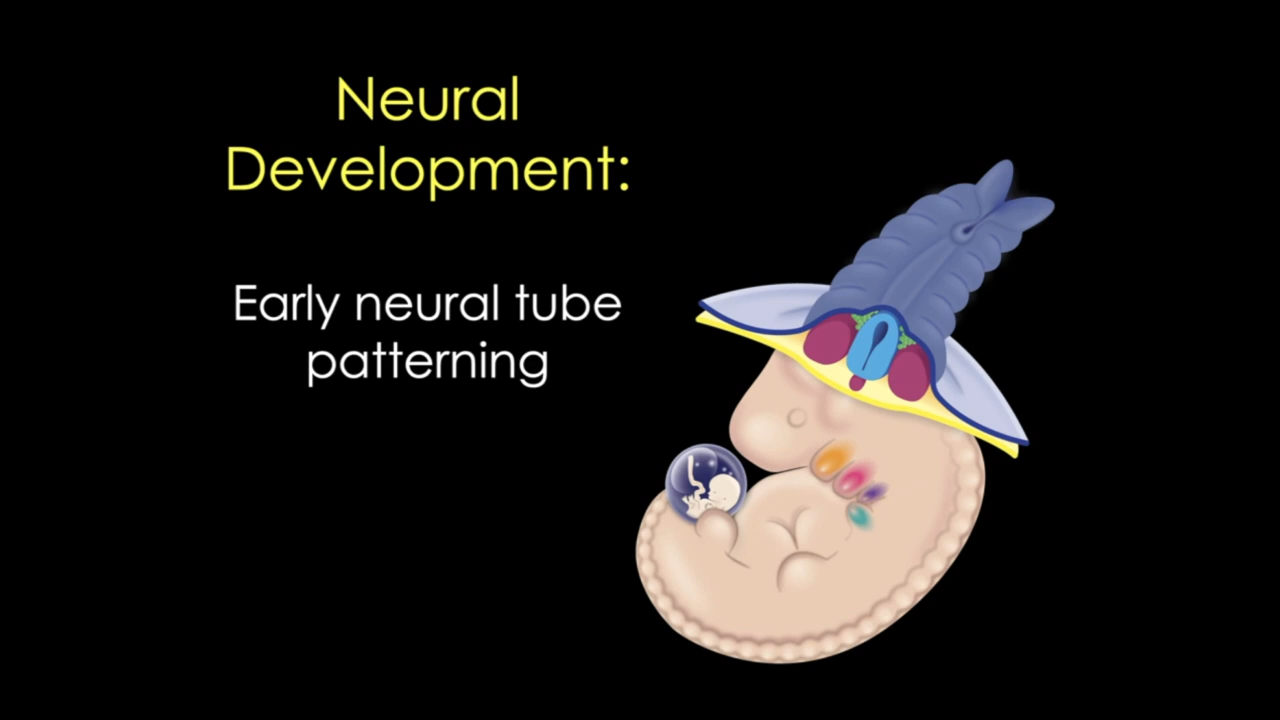 Neural
Development:
Early neural tube
patterning